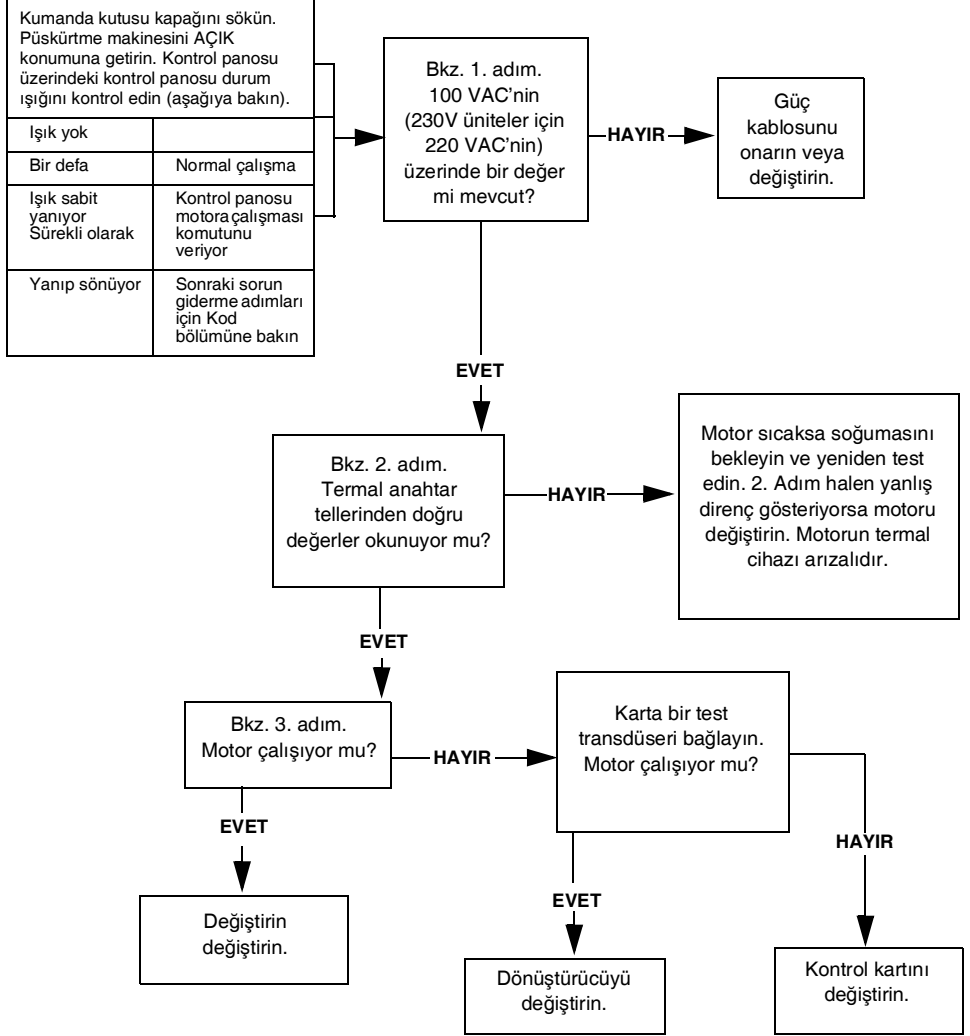 Kumanda kutusu kapağını sökün.
Püskürtme makinesini AÇIK
konumuna getirin. Kontrol panosu
üzerindeki kontrol panosu durum
ışığını kontrol edin (aşağıya bakın).
Işık yok
Bir defa
Normal çalışma
Işık sabit
yanıyor
Sürekli olarak
Kontrol panosu
motora çalışması
komutunu
veriyor
Yanıp sönüyor
Sonraki sorun
giderme adımları
için Kod
bölümüne bakın
Bkz. 1. adım.
100 VAC’nin
(230V üniteler için
220 VAC’nin)
üzerinde bir değer
mi mevcut?
HAYIR
Güç
kablosunu
onarın veya
değiştirin.
EVET
Bkz. 2. adım.
Termal anahtar
tellerinden doğru
değerler okunuyor mu?
HAYIR
Motor sıcaksa soğumasını
bekleyin ve yeniden test
edin. 2. Adım halen yanlış
direnç gösteriyorsa motoru
değiştirin. Motorun termal
cihazı arızalıdır.
EVET
Bkz. 3. adım.
Motor çalışıyor mu?
HAYIR
Karta bir test
transdüseri bağlayın.
Motor çalışıyor mu?
EVET
HAYIR
EVET
Değiştirin
değiştirin.
Dönüştürücüyü
değiştirin.
Kontrol kartını
değiştirin.